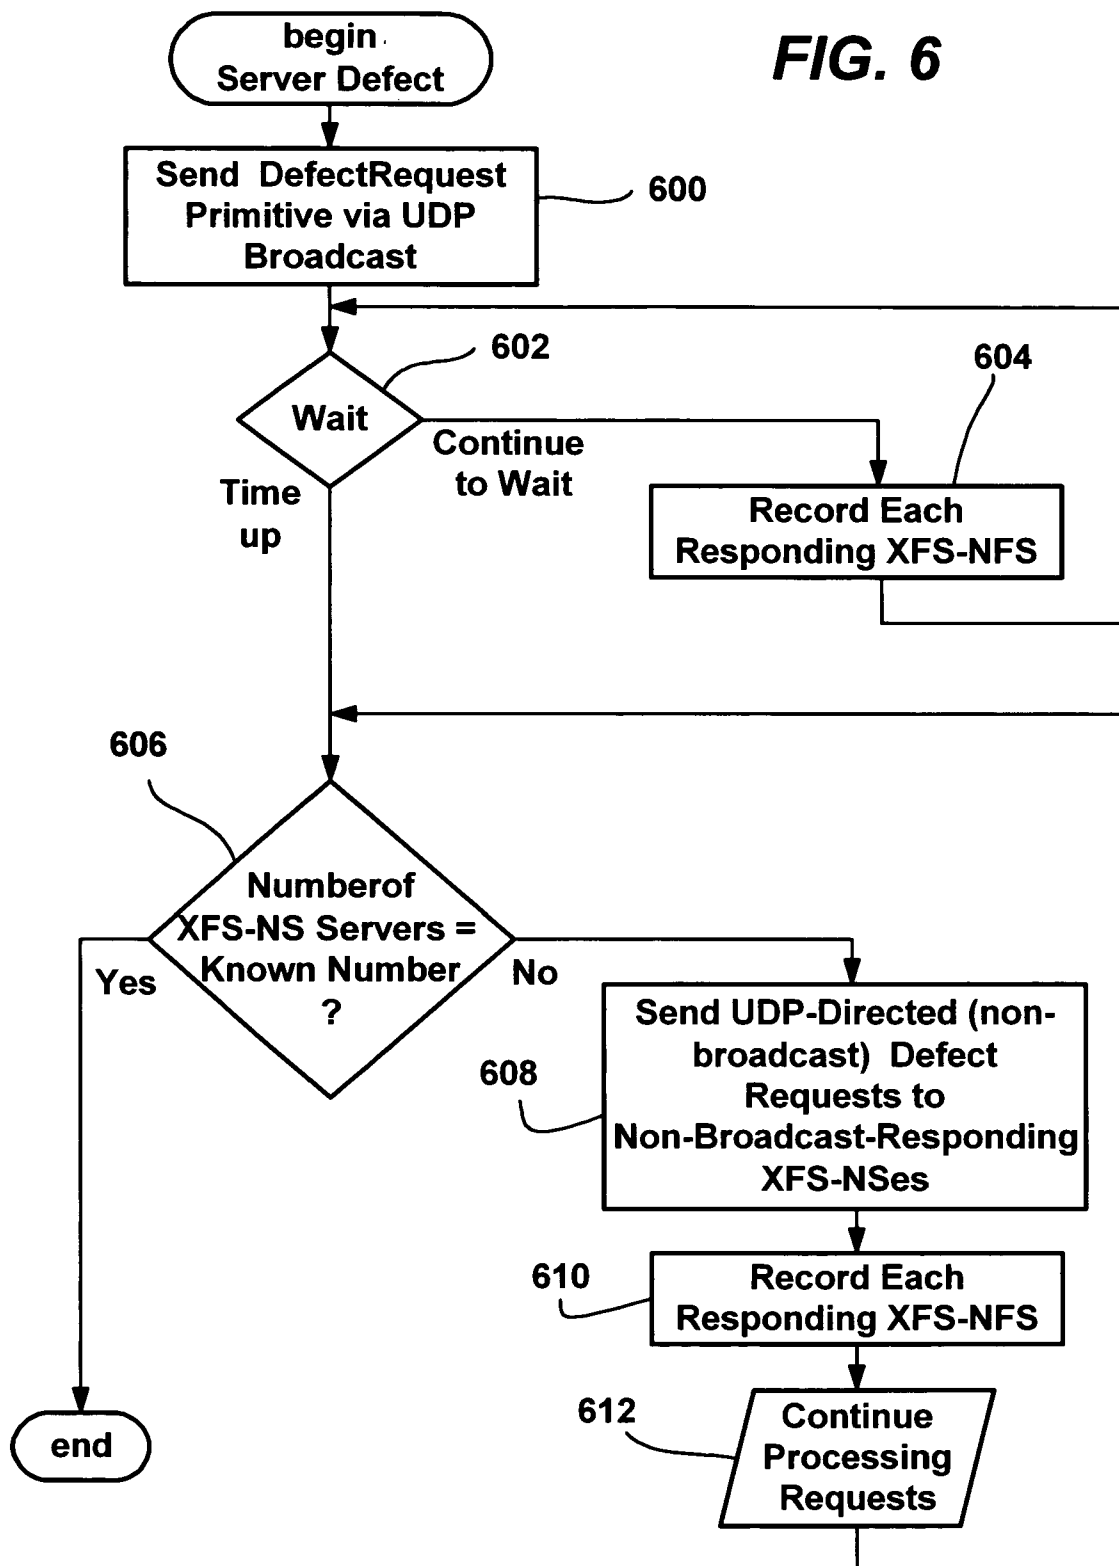 begin
Server Defect
FIG. 6
Send DefectRequest
Primitive via UDP
Broadcast
600
602
Wait
Continue
to Wait
Time
up
604
Record Each
Responding XFS-NFS
606
Numberof
XFS-NS Servers =
Known Number
?
Yes
No
Send UDP-Directed (non-
broadcast) Defect
Requests to
Non-Broadcast-Responding
XFS-NSes
608
610
Record Each
Responding XFS-NFS
612
Continue
Processing
Requests
end